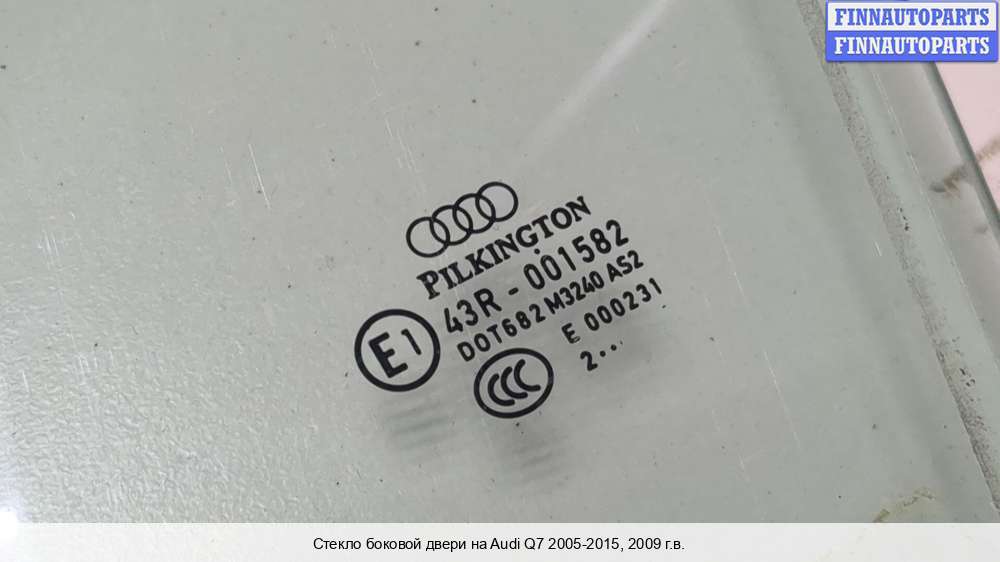 FINNAUTOPARTS
FINNAUTOPARTS
PILKINGTON
43R - 001582
DOT682 M3240 AS2
E1
CCC
E 000231
2··
Стекло боковой двери на Audi Q7 2005-2015, 2009 г.в.